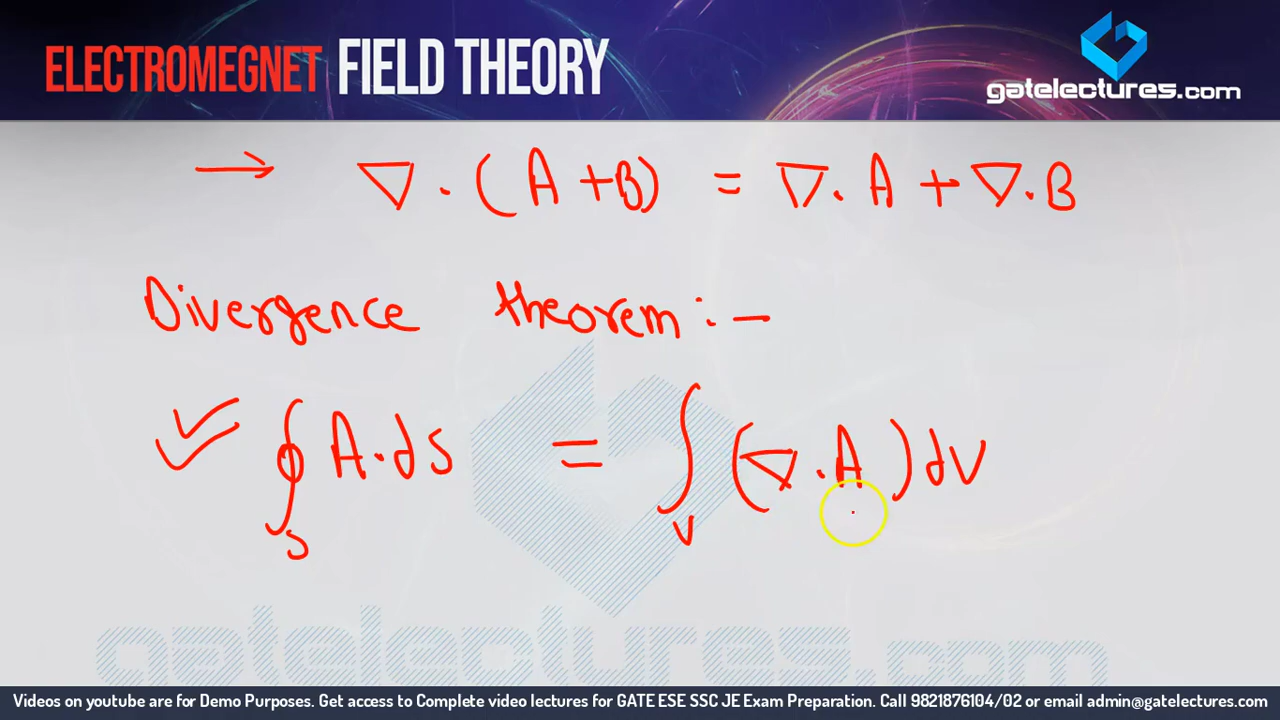 ELECTROMEGNET FIELD THEORY
gatelectures.com
→ ∇ · (A + B) = ∇ · A + ∇ · B
Divergence theorem : –
✓ ∮_S A · ds = ∫_V (∇ · A) dV
gatelectures.com
Videos on youtube are for Demo Purposes. Get access to Complete video lectures for GATE ESE SSC JE Exam Preparation. Call 9821876104/02 or email admin@gatelectures.com